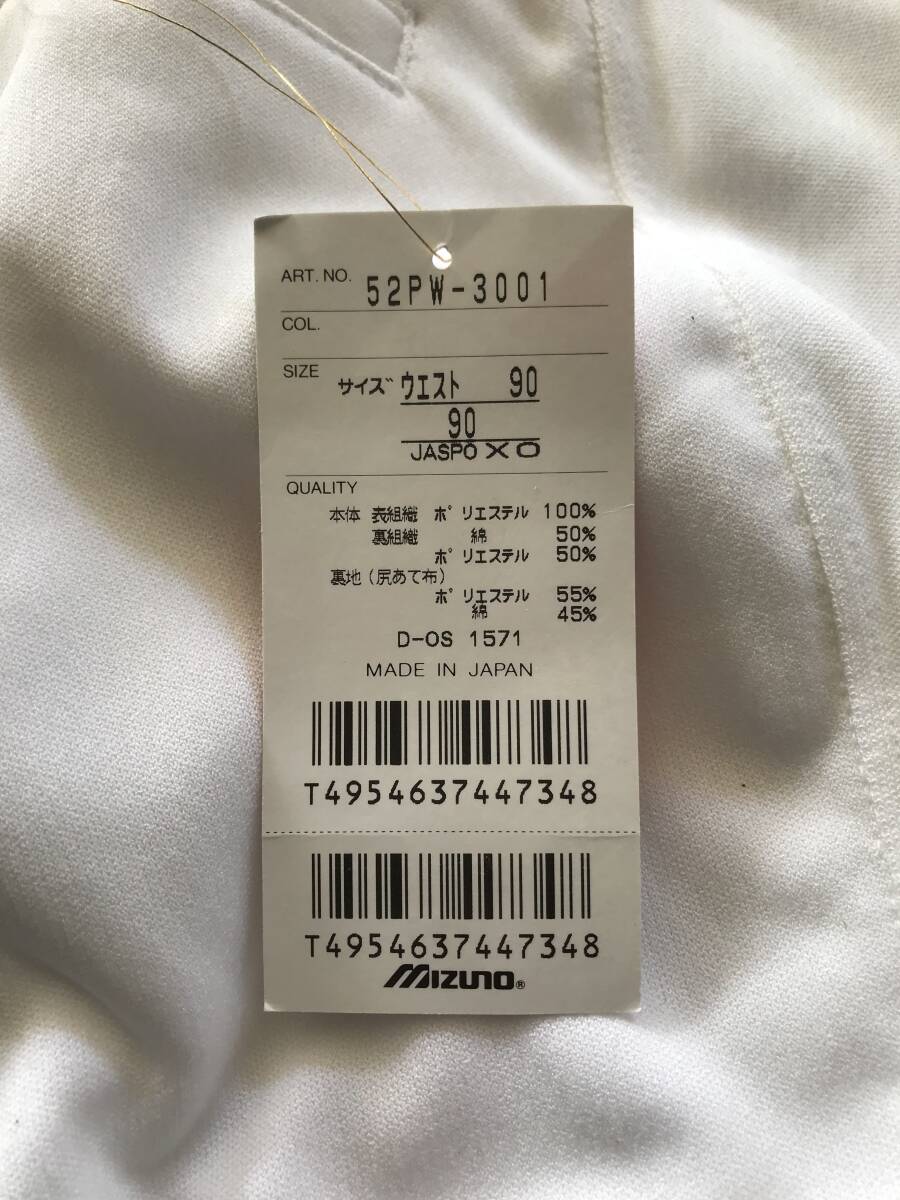 ART. NO. 52PW-3001
COL.
SIZE サイズ ウエスト 90
90
JASPO XO
QUALITY
本体 表組織 ポリエステル 100%
裏組織 綿 50%
ポリエステル 50%
裏地(尻あて布)
ポリエステル 55%
綿 45%
D-OS 1571
MADE IN JAPAN
T4954637447348
T4954637447348
MIZUNO®